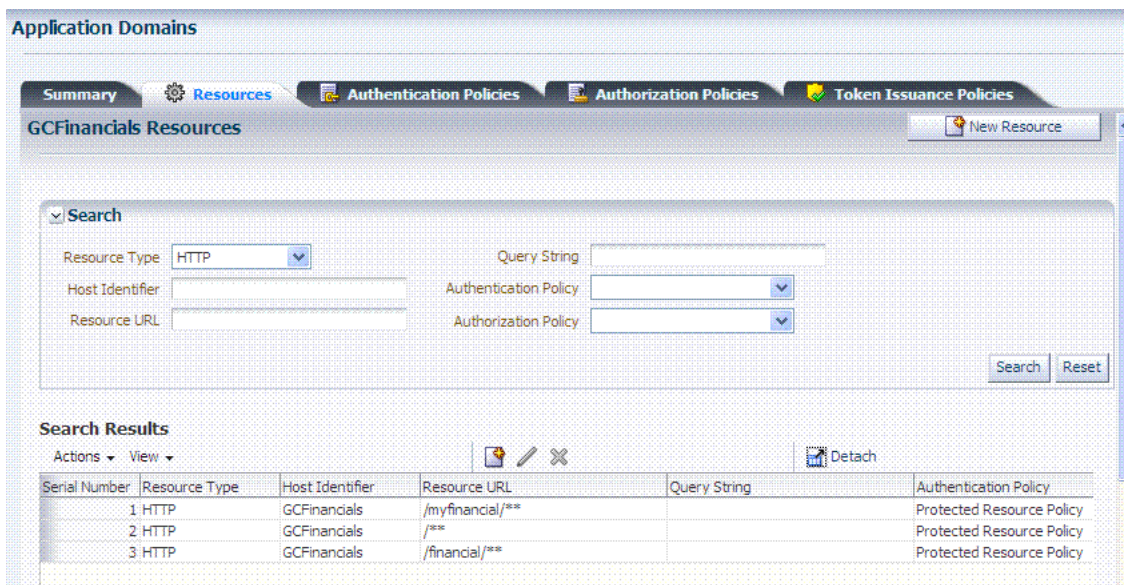 Application Domains
Summary Resources Authentication Policies Authorization Policies Token Issuance Policies
GCFinancials Resources New Resource
Search
Resource Type HTTP Query String
Host Identifier Authentication Policy
Resource URL Authorization Policy
Search Reset
Search Results
Actions View Detach
Serial Number Resource Type Host Identifier Resource URL Query String Authentication Policy
1 HTTP GCFinancials /myfinancial/** Protected Resource Policy
2 HTTP GCFinancials /** Protected Resource Policy
3 HTTP GCFinancials /financial/** Protected Resource Policy